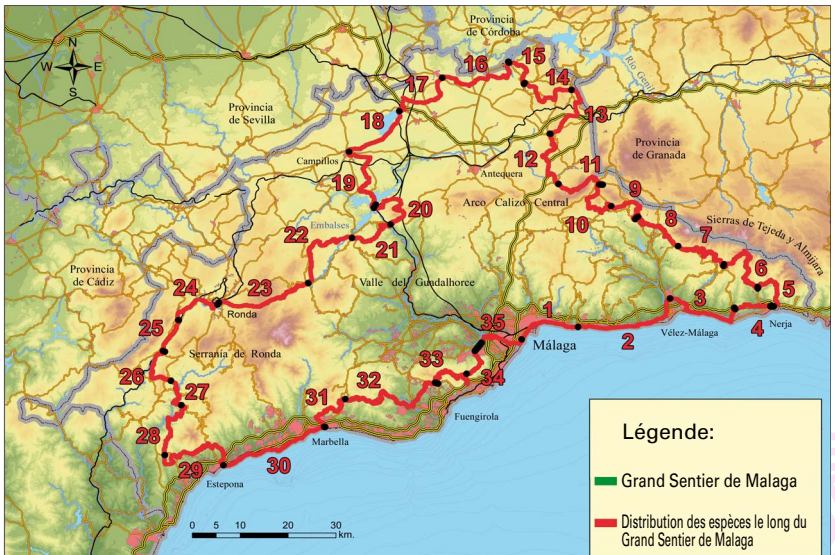 Provincia
de Córdoba
N
W E
S
Río Genil
15
16
14
17
Provincia
de Sevilla
18
13
Provincia
de Granada
Campillos
12
Antequera
11
19
Arco Calizo Central
9
10
20
8
Sierras de Tejeda y Almijara
Embalses
22
21
7
Provincia
de Cádiz
Valle del Guadalhorce
6
24
23
5
Ronda
3
25
1
4
Nerja
35
Vélez-Málaga
Málaga
2
Serranía de Ronda
33
26
34
32
27
31
Fuengirola
28
Marbella
29
30
Estepona
0 5 10 20 30
km.
Légende:
Grand Sentier de Malaga
Distribution des espèces le long du
Grand Sentier de Malaga